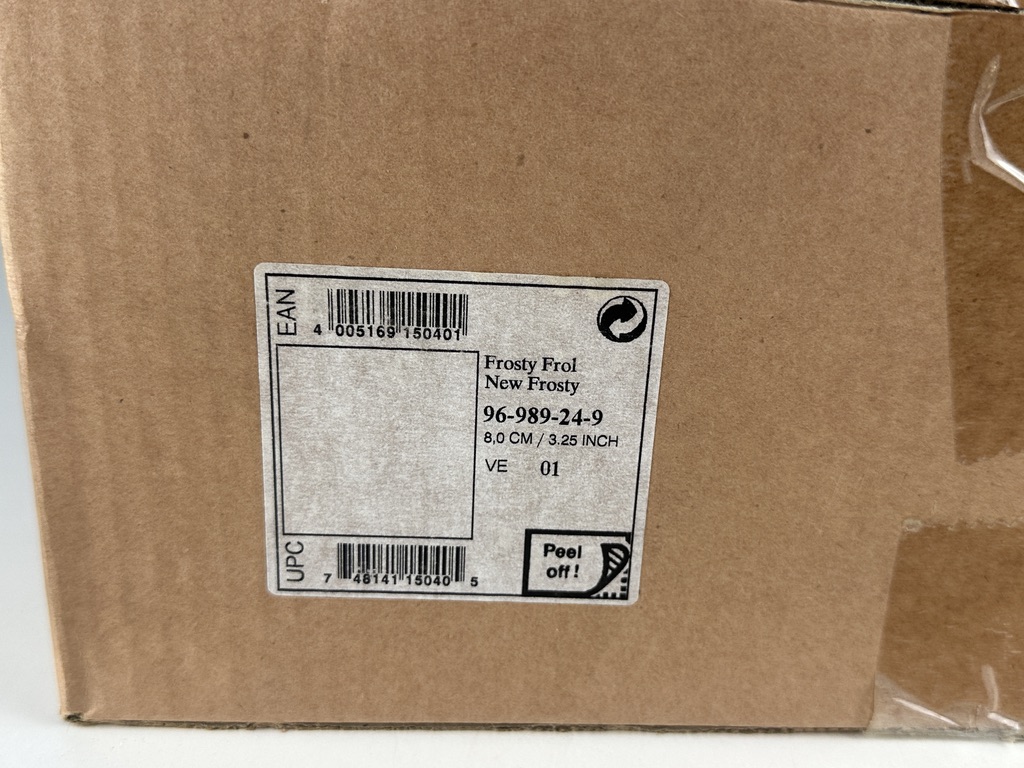 EAN
4 005169 150401
Frosty Frol
New Frosty
96-989-24-9
8,0 CM / 3.25 INCH
VE 01
UPC
7 48141 15040 5
Peel
off!